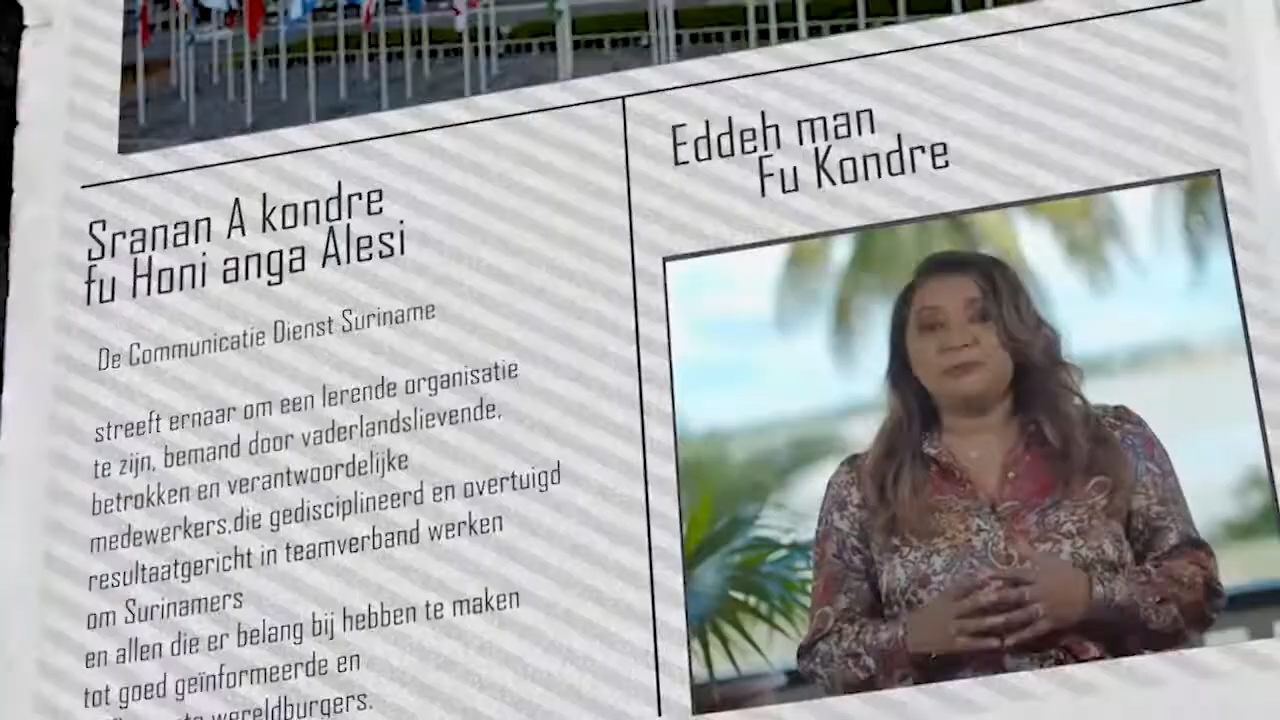 Sranan A kondre
fu Honi anga Alesi
De Communicatie Dienst Suriname
streeft ernaar om een lerende organisatie
te zijn, bemand door vaderlandslievende,
betrokken en verantwoordelijke
medewerkers,die gedisciplineerd en overtuigd
resultaatgericht in teamverband werken
om Surinamers
en allen die er belang bij hebben te maken
tot goed geïnformeerde en
wereldburgers.
Eddeh man
Fu Kondre